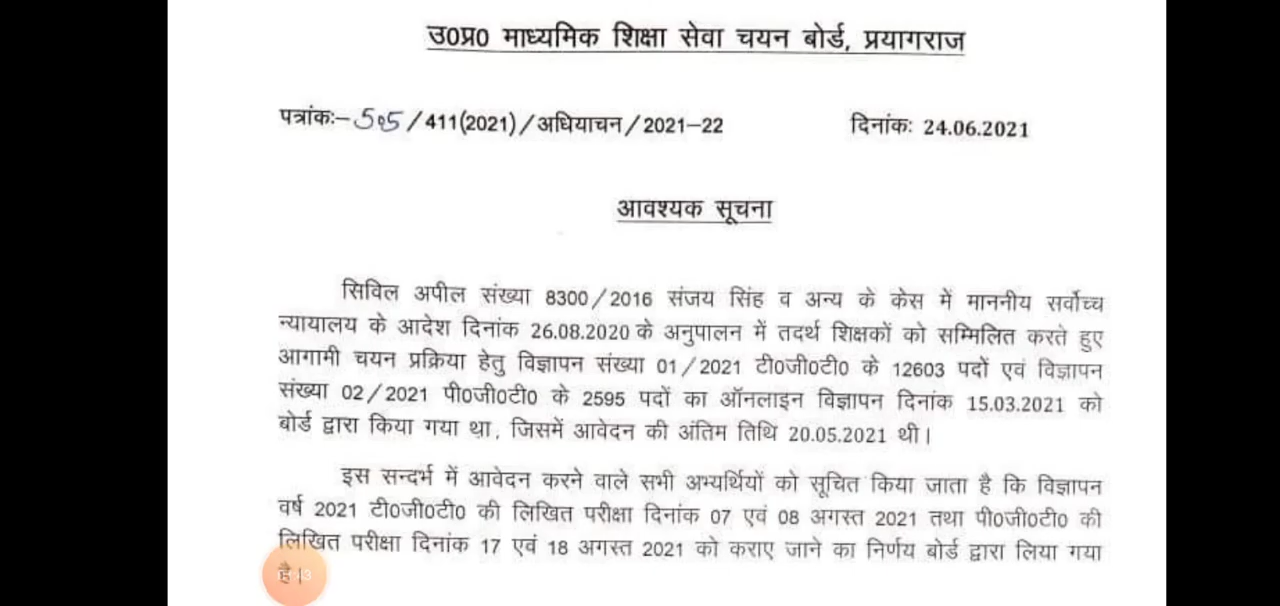 उ0प्र0 माध्यमिक शिक्षा सेवा चयन बोर्ड, प्रयागराज
पत्रांकः–505/411(2021)/अधियाचन/2021–22 दिनांकः 24.06.2021
आवश्यक सूचना
सिविल अपील संख्या 8300/2016 संजय सिंह व अन्य के केस में माननीय सर्वोच्च
न्यायालय के आदेश दिनांक 26.08.2020 के अनुपालन में तदर्थ शिक्षकों को सम्मिलित करते हुए
आगामी चयन प्रक्रिया हेतु विज्ञापन संख्या 01/2021 टी0जी0टी0 के 12603 पदों एवं विज्ञापन
संख्या 02/2021 पी0जी0टी0 के 2595 पदों का ऑनलाइन विज्ञापन दिनांक 15.03.2021 को
बोर्ड द्वारा किया गया था, जिसमें आवेदन की अंतिम तिथि 20.05.2021 थी।
इस सन्दर्भ में आवेदन करने वाले सभी अभ्यर्थियों को सूचित किया जाता है कि विज्ञापन
वर्ष 2021 टी0जी0टी0 की लिखित परीक्षा दिनांक 07 एवं 08 अगस्त 2021 तथा पी0जी0टी0 की
लिखित परीक्षा दिनांक 17 एवं 18 अगस्त 2021 को कराए जाने का निर्णय बोर्ड द्वारा लिया गया
है।